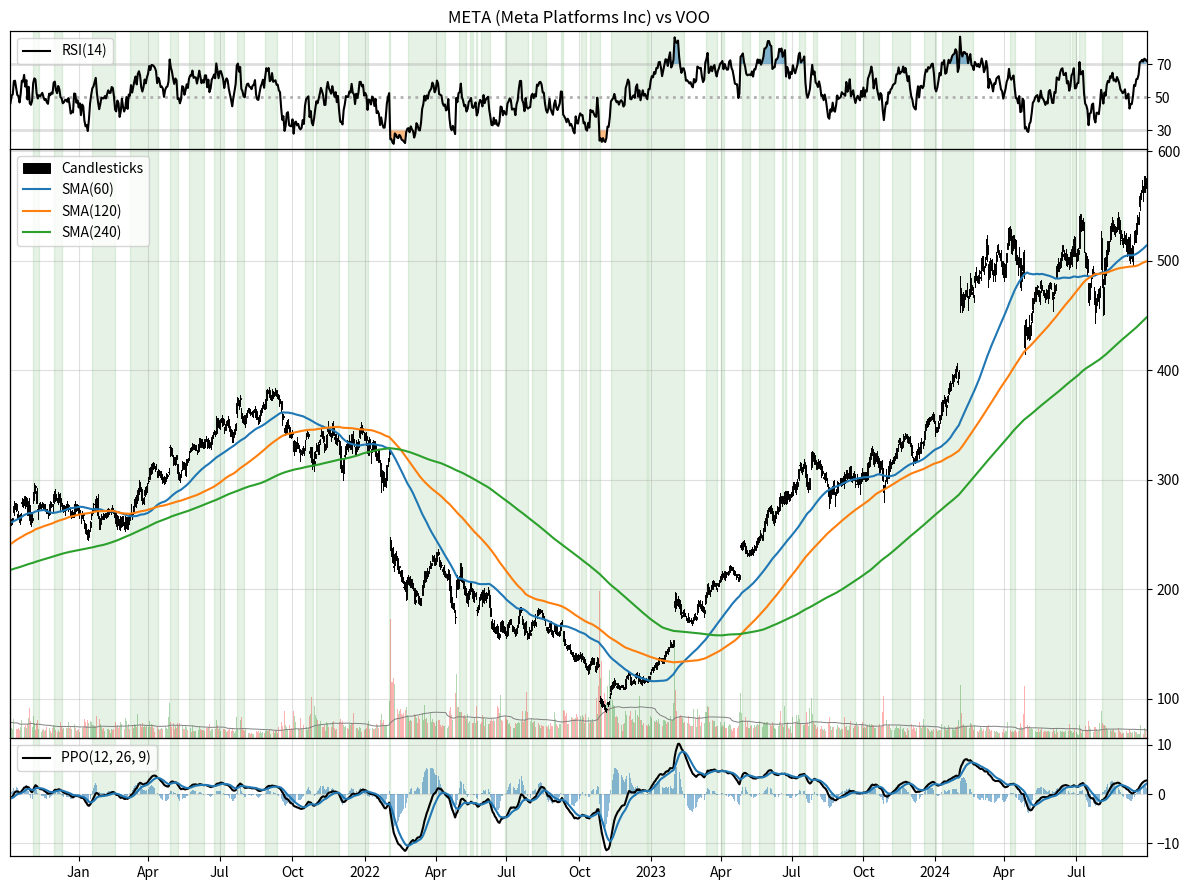 META (Meta Platforms Inc) vs VOO
RSI(14)
70
50
30
Candlesticks
SMA(60)
SMA(120)
SMA(240)
600
500
400
300
200
100
PPO(12, 26, 9)
10
0
−10
Jan Apr Jul Oct 2022 Apr Jul Oct 2023 Apr Jul Oct 2024 Apr Jul